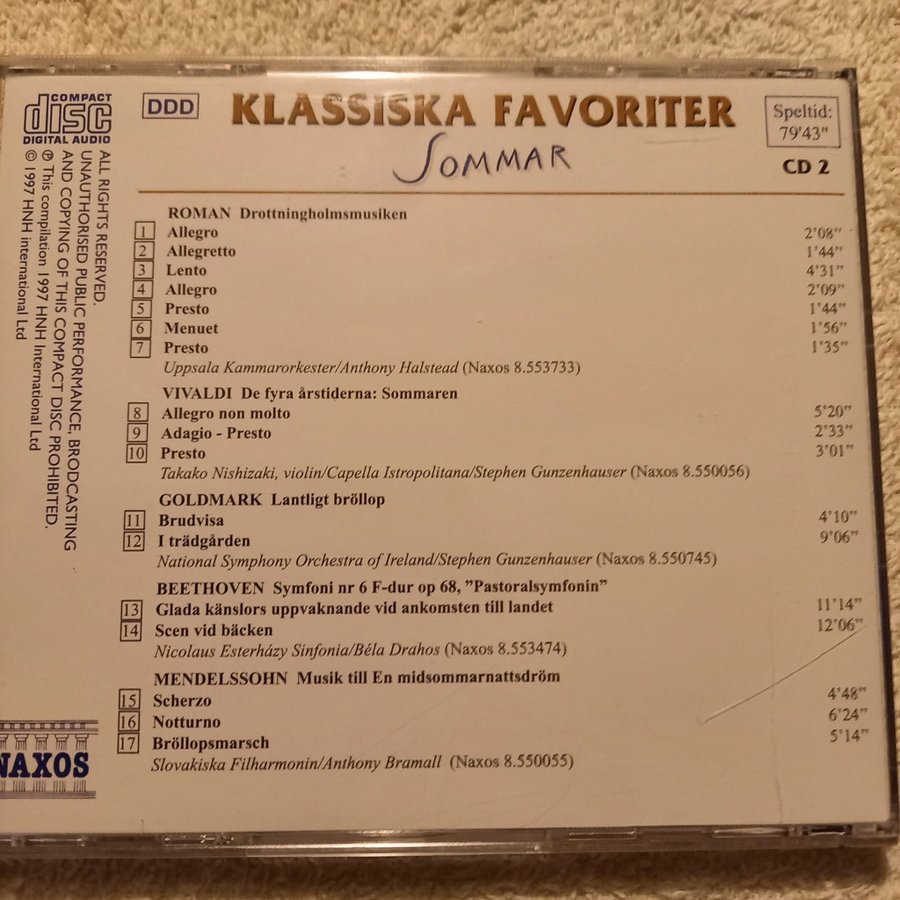 COMPACT
disc
DIGITAL AUDIO
DDD
KLASSISKA FAVORITER
SOMMAR
Speltid:
79'43"
CD 2
ROMAN Drottningholmsmusiken
1 Allegro 2'08"
2 Allegretto 1'44"
3 Lento 4'31"
4 Allegro 2'09"
5 Presto 1'44"
6 Menuet 1'56"
7 Presto 1'35"
Uppsala Kammarorkester/Anthony Halstead (Naxos 8.553733)
VIVALDI De fyra årstiderna: Sommaren
8 Allegro non molto 5'20"
9 Adagio - Presto 2'33"
10 Presto 3'01"
Takako Nishizaki, violin/Capella Istropolitana/Stephen Gunzenhauser (Naxos 8.550056)
GOLDMARK Lantligt bröllop
11 Brudvisa 4'10"
12 I trädgården 9'06"
National Symphony Orchestra of Ireland/Stephen Gunzenhauser (Naxos 8.550745)
BEETHOVEN Symfoni nr 6 F-dur op 68, ”Pastoralsymfonin”
13 Glada känslors uppvaknande vid ankomsten till landet 11'14"
14 Scen vid bäcken 12'06"
Nicolaus Esterházy Sinfonia/Béla Drahos (Naxos 8.553474)
MENDELSSOHN Musik till En midsommarnattsdröm
15 Scherzo 4'48"
16 Notturno 6'24"
17 Bröllopsmarsch 5'14"
Slovakiska Filharmonin/Anthony Bramall (Naxos 8.550055)
ALL RIGHTS RESERVED.
UNAUTHORISED PUBLIC PERFORMANCE, BRODCASTING
AND COPYING OF THIS COMPACT DISC PROHIBITED.
℗ This compilation 1997 HNH International Ltd
© 1997 HNH international Ltd
NAXOS